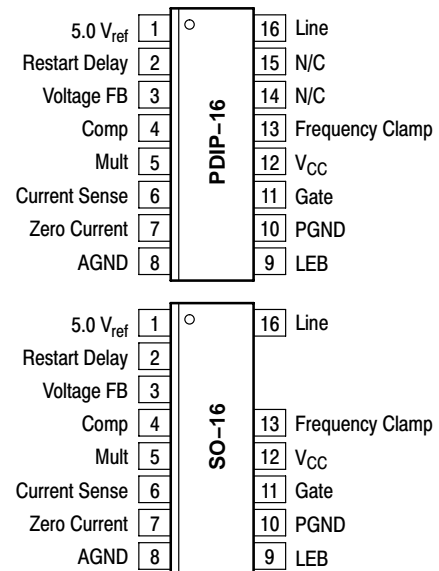 5.0 Vref 1 16 Line
Restart Delay 2 15 N/C
Voltage FB 3 14 N/C
Comp 4 13 Frequency Clamp
Mult 5 12 VCC
Current Sense 6 11 Gate
Zero Current 7 10 PGND
AGND 8 9 LEB
PDIP–16
5.0 Vref 1 16 Line
Restart Delay 2
Voltage FB 3
Comp 4 13 Frequency Clamp
Mult 5 12 VCC
Current Sense 6 11 Gate
Zero Current 7 10 PGND
AGND 8 9 LEB
SO–16